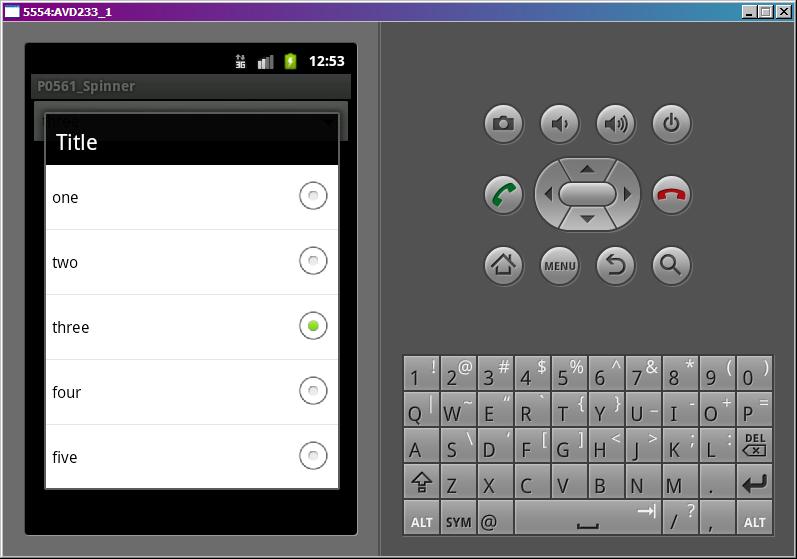 5554:AVD233_1
3G 12:53
P0561_Spinner
three
Title
one
two
three
four
five
MENU
1 ! 2 @ 3 # 4 $ 5 % 6 ^ 7 & 8 * 9 ( 0 )
Q | W ~ E “ R ` T { Y } U _ I - O + P =
A S \ D ‘ F [ G ] H < J > K ; L : DEL
Z X C V B N M .
ALT SYM @ / ? , ALT